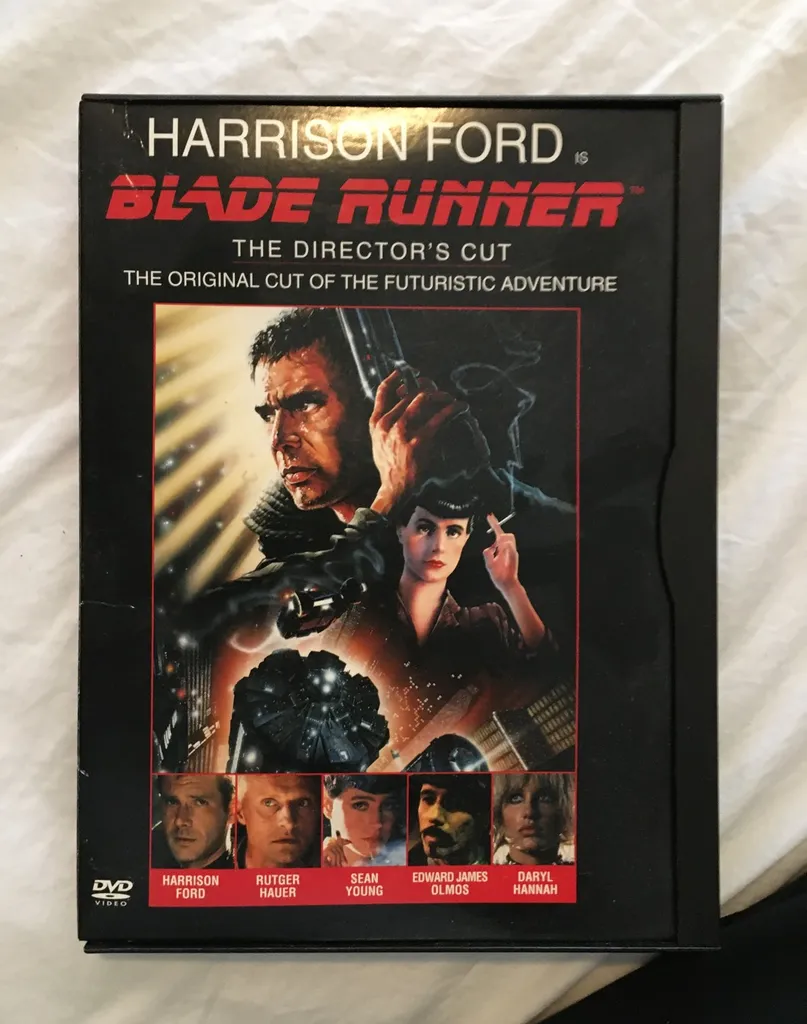 HARRISON FORD IS
BLADE RUNNER™
THE DIRECTOR'S CUT
THE ORIGINAL CUT OF THE FUTURISTIC ADVENTURE
HARRISON FORD
RUTGER HAUER
SEAN YOUNG
EDWARD JAMES OLMOS
DARYL HANNAH
DVD
VIDEO